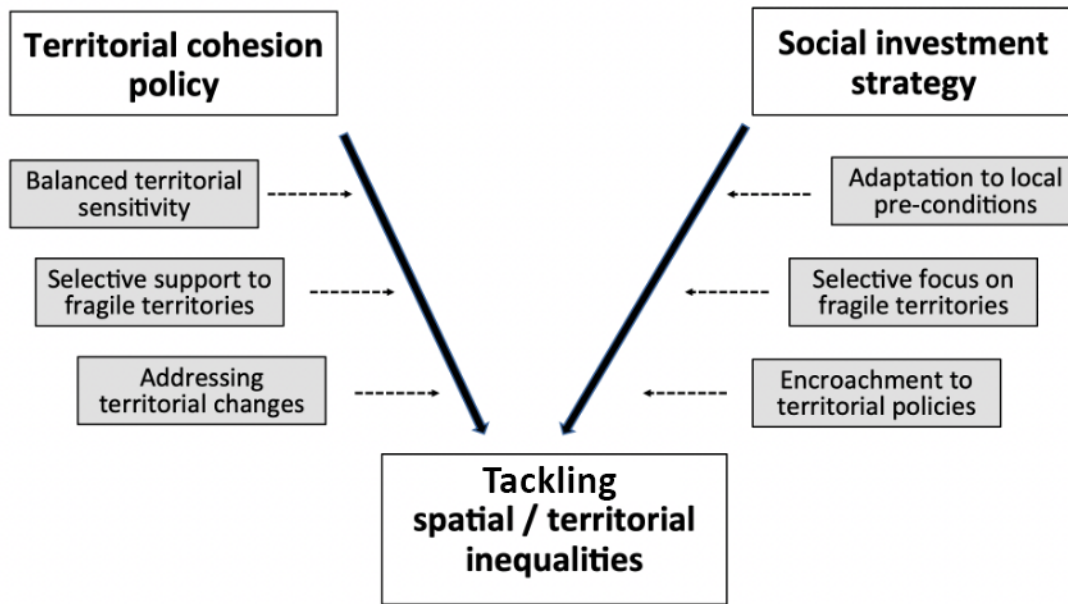 Territorial cohesion
policy
Social investment
strategy
Balanced territorial
sensitivity
Adaptation to local
pre-conditions
Selective support to
fragile territories
Selective focus on
fragile territories
Addressing
territorial changes
Encroachment to
territorial policies
Tackling
spatial / territorial
inequalities